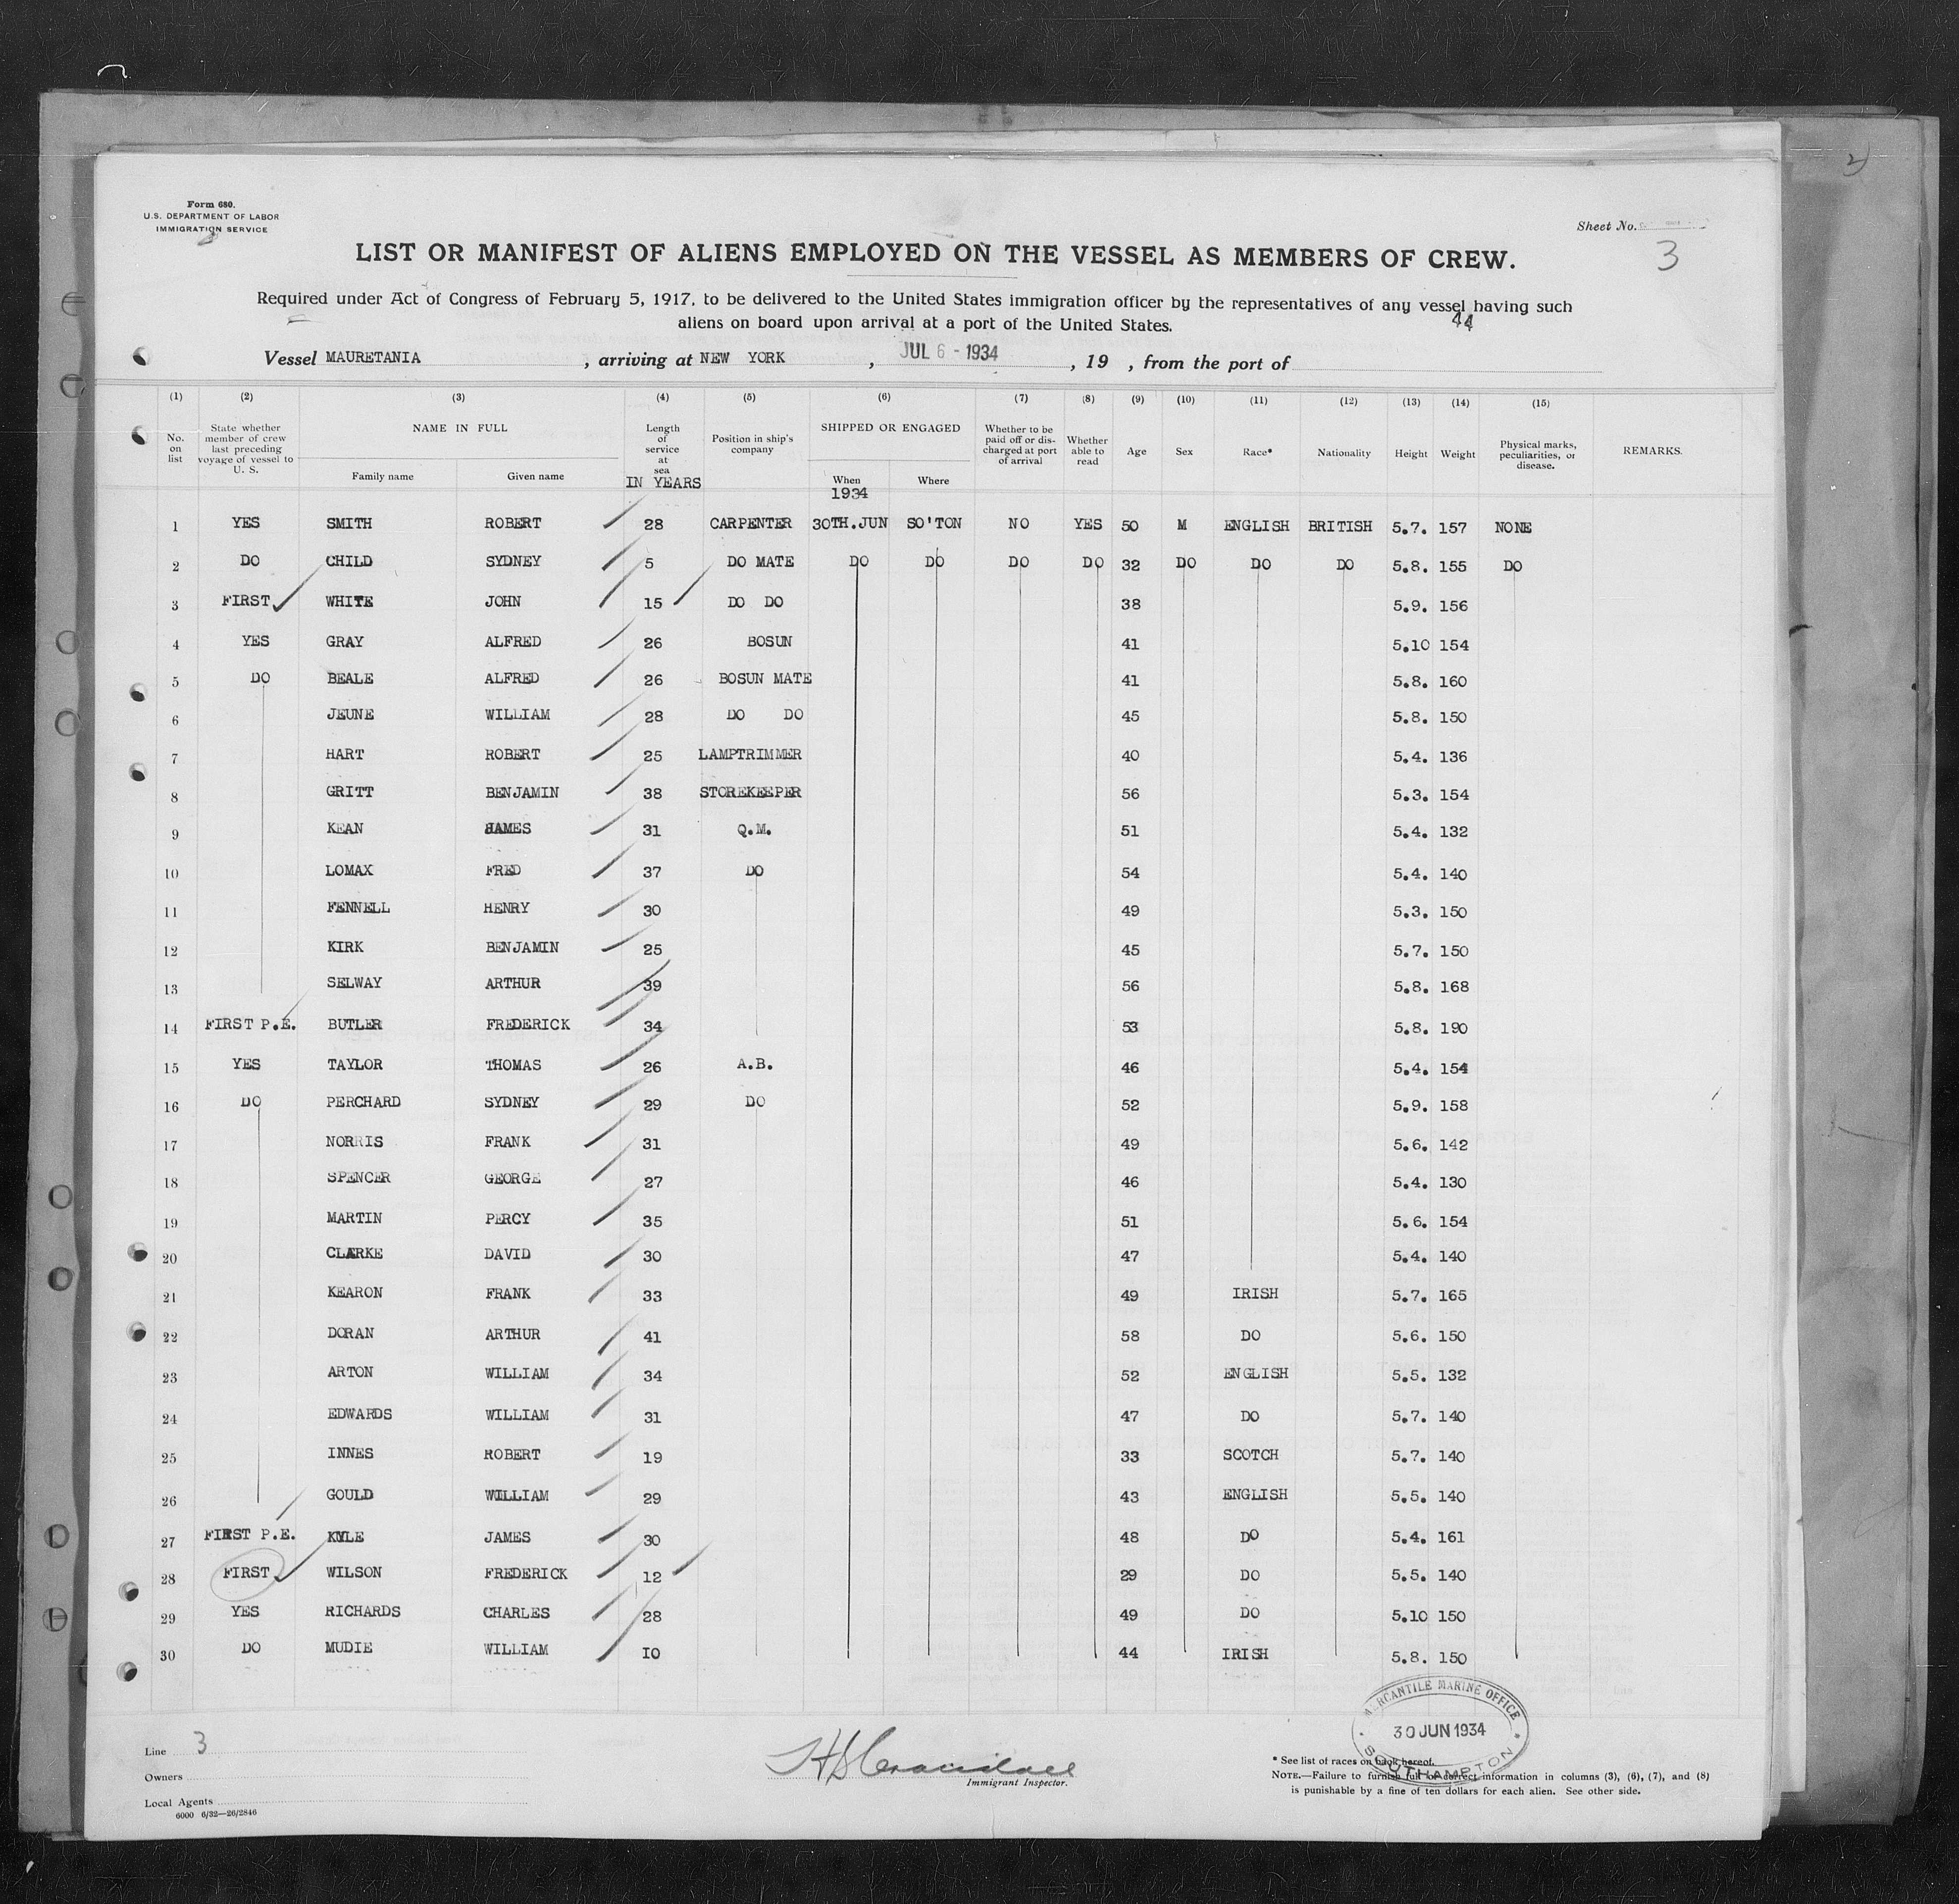 Form 680.
U.S. DEPARTMENT OF LABOR
IMMIGRATION SERVICE
Sheet No.
3
LIST OR MANIFEST OF ALIENS EMPLOYED ON THE VESSEL AS MEMBERS OF CREW.
Required under Act of Congress of February 5, 1917, to be delivered to the United States immigration officer by the representatives of any vessel having such
aliens on board upon arrival at a port of the United States.
44
Vessel MAURETANIA , arriving at NEW YORK , JUL 6 - 1934 , 19 , from the port of
(1) (2) (3) (4) (5) (6) (7) (8) (9) (10) (11) (12) (13) (14) (15)
No. on list State whether member of crew last preceding voyage of vessel to U. S. NAME IN FULL Family name Given name Length of service at sea IN YEARS Position in ship's company SHIPPED OR ENGAGED When 1934 Where Whether to be paid off or discharged at port of arrival Whether able to read Age Sex Race* Nationality Height Weight Physical marks, peculiarities, or disease. REMARKS.
1 YES SMITH ROBERT 28 CARPENTER 30TH.JUN SO'TON NO YES 50 M ENGLISH BRITISH 5.7. 157 NONE
2 DO CHILD SYDNEY 5 DO MATE DO DO DO DO 32 DO DO DO 5.8. 155 DO
3 FIRST WHITE JOHN 15 DO DO 38 5.9. 156
4 YES GRAY ALFRED 26 BOSUN 41 5.10 154
5 DO BEALE ALFRED 26 BOSUN MATE 41 5.8. 160
6 JEUNE WILLIAM 28 DO DO 45 5.8. 150
7 HART ROBERT 25 LAMPTRIMMER 40 5.4. 136
8 GRITT BENJAMIN 38 STOREKEEPER 56 5.3. 154
9 KEAN JAMES 31 Q.M. 51 5.4. 132
10 LOMAX FRED 37 DO 54 5.4. 140
11 FENNELL HENRY 30 49 5.3. 150
12 KIRK BENJAMIN 25 45 5.7. 150
13 SELWAY ARTHUR 39 56 5.8. 168
14 FIRST P.E. BUTLER FREDERICK 34 53 5.8. 190
15 YES TAYLOR THOMAS 26 A.B. 46 5.4. 154
16 DO PERCHARD SYDNEY 29 DO 52 5.9. 158
17 NORRIS FRANK 31 49 5.6. 142
18 SPENCER GEORGE 27 46 5.4. 130
19 MARTIN PERCY 35 51 5.6. 154
20 CLARKE DAVID 30 47 5.4. 140
21 KEARON FRANK 33 49 IRISH 5.7. 165
22 DORAN ARTHUR 41 58 DO 5.6. 150
23 ARTON WILLIAM 34 52 ENGLISH 5.5. 132
24 EDWARDS WILLIAM 31 47 DO 5.7. 140
25 INNES ROBERT 19 33 SCOTCH 5.7. 140
26 GOULD WILLIAM 29 43 ENGLISH 5.5. 140
27 FIRST P.E. KYLE JAMES 30 48 DO 5.4. 161
28 FIRST WILSON FREDERICK 12 29 DO 5.5. 140
29 YES RICHARDS CHARLES 28 49 DO 5.10 150
30 DO MUDIE WILLIAM IO 44 IRISH 5.8. 150
MERCANTILE MARINE OFFICE
30 JUN 1934
SOUTHAMPTON
Line 3
Owners
Local Agents
6000 6/32—26/2846
Immigrant Inspector.
* See list of races on back hereof.
NOTE.—Failure to furnish full or correct information in columns (3), (6), (7), and (8)
is punishable by a fine of ten dollars for each alien. See other side.